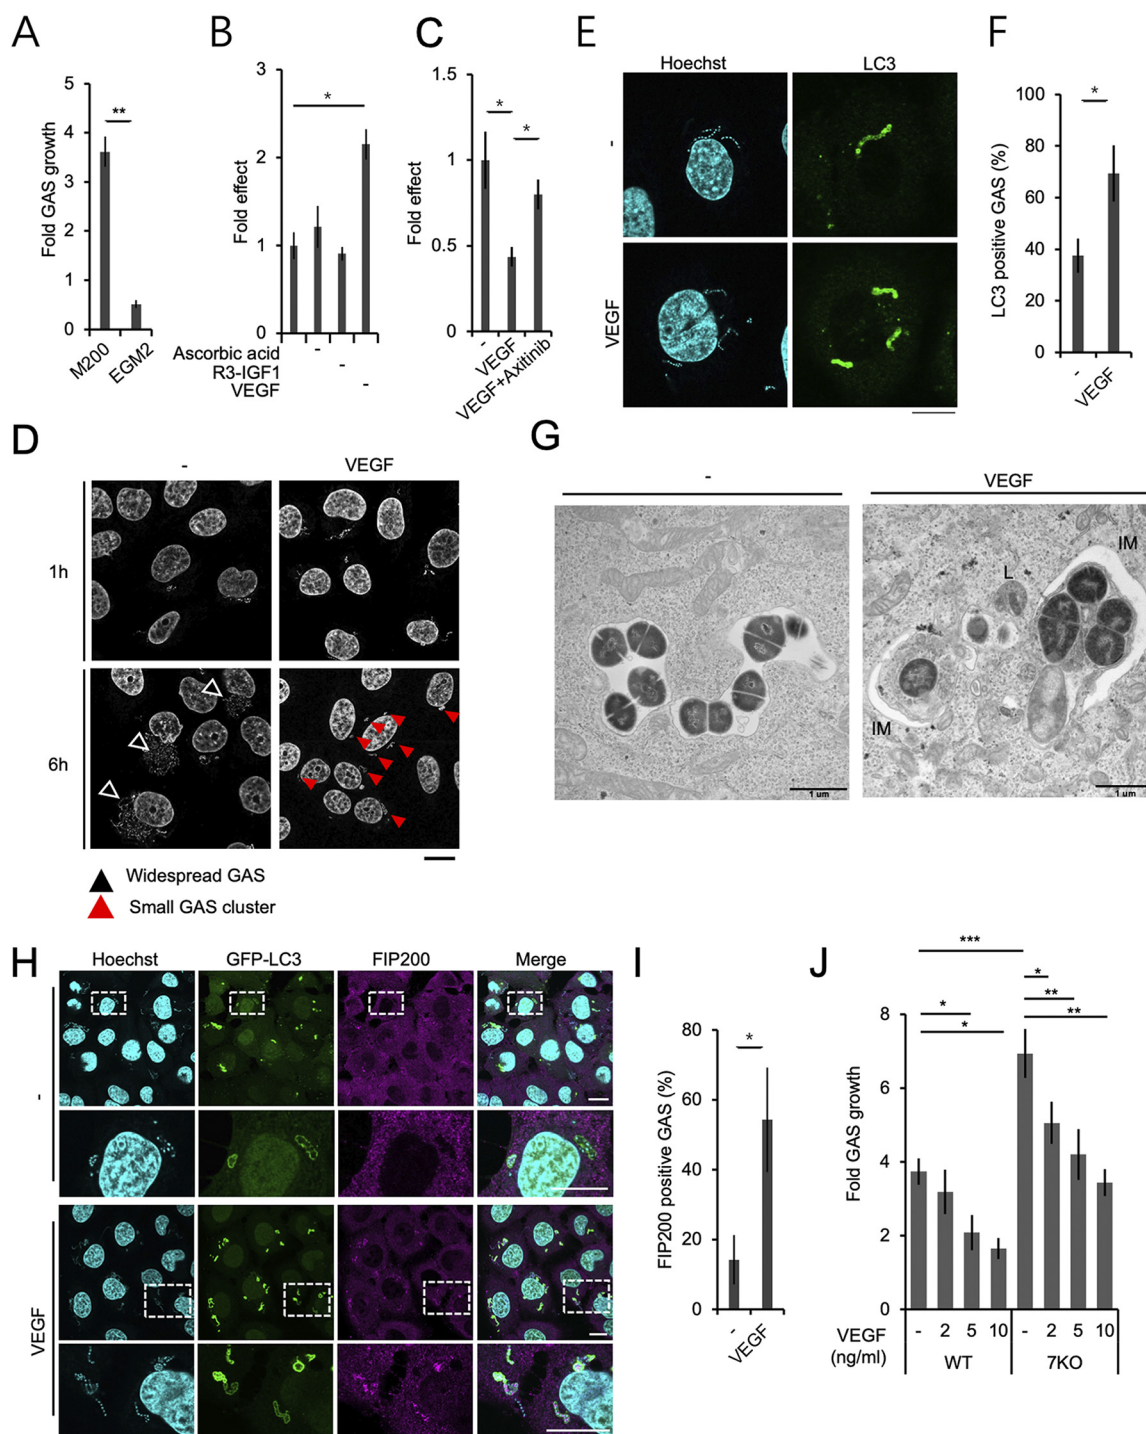 A
Fold GAS growth
5
4
3
2
1
0
**
M200
EGM2
B
Fold effect
3
2
1
0
*
Ascorbic acid -
R3-IGF1 -
VEGF -
C
Fold effect
1.5
1
0.5
0
*
*
-
VEGF
VEGF+Axitinib
E
Hoechst LC3
-
VEGF
F
LC3 positive GAS (%)
100
80
60
40
20
0
*
-
VEGF
D
- VEGF
1h
6h
Widespread GAS
Small GAS cluster
G
- VEGF
IM
L
IM
1 um
1 um
H
Hoechst GFP-LC3 FIP200 Merge
-
VEGF
I
FIP200 positive GAS (%)
80
60
40
20
0
*
-
VEGF
J
Fold GAS growth
8
6
4
2
0
***
*
*
*
**
**
VEGF - 2 5 10 - 2 5 10
(ng/ml)
WT 7KO